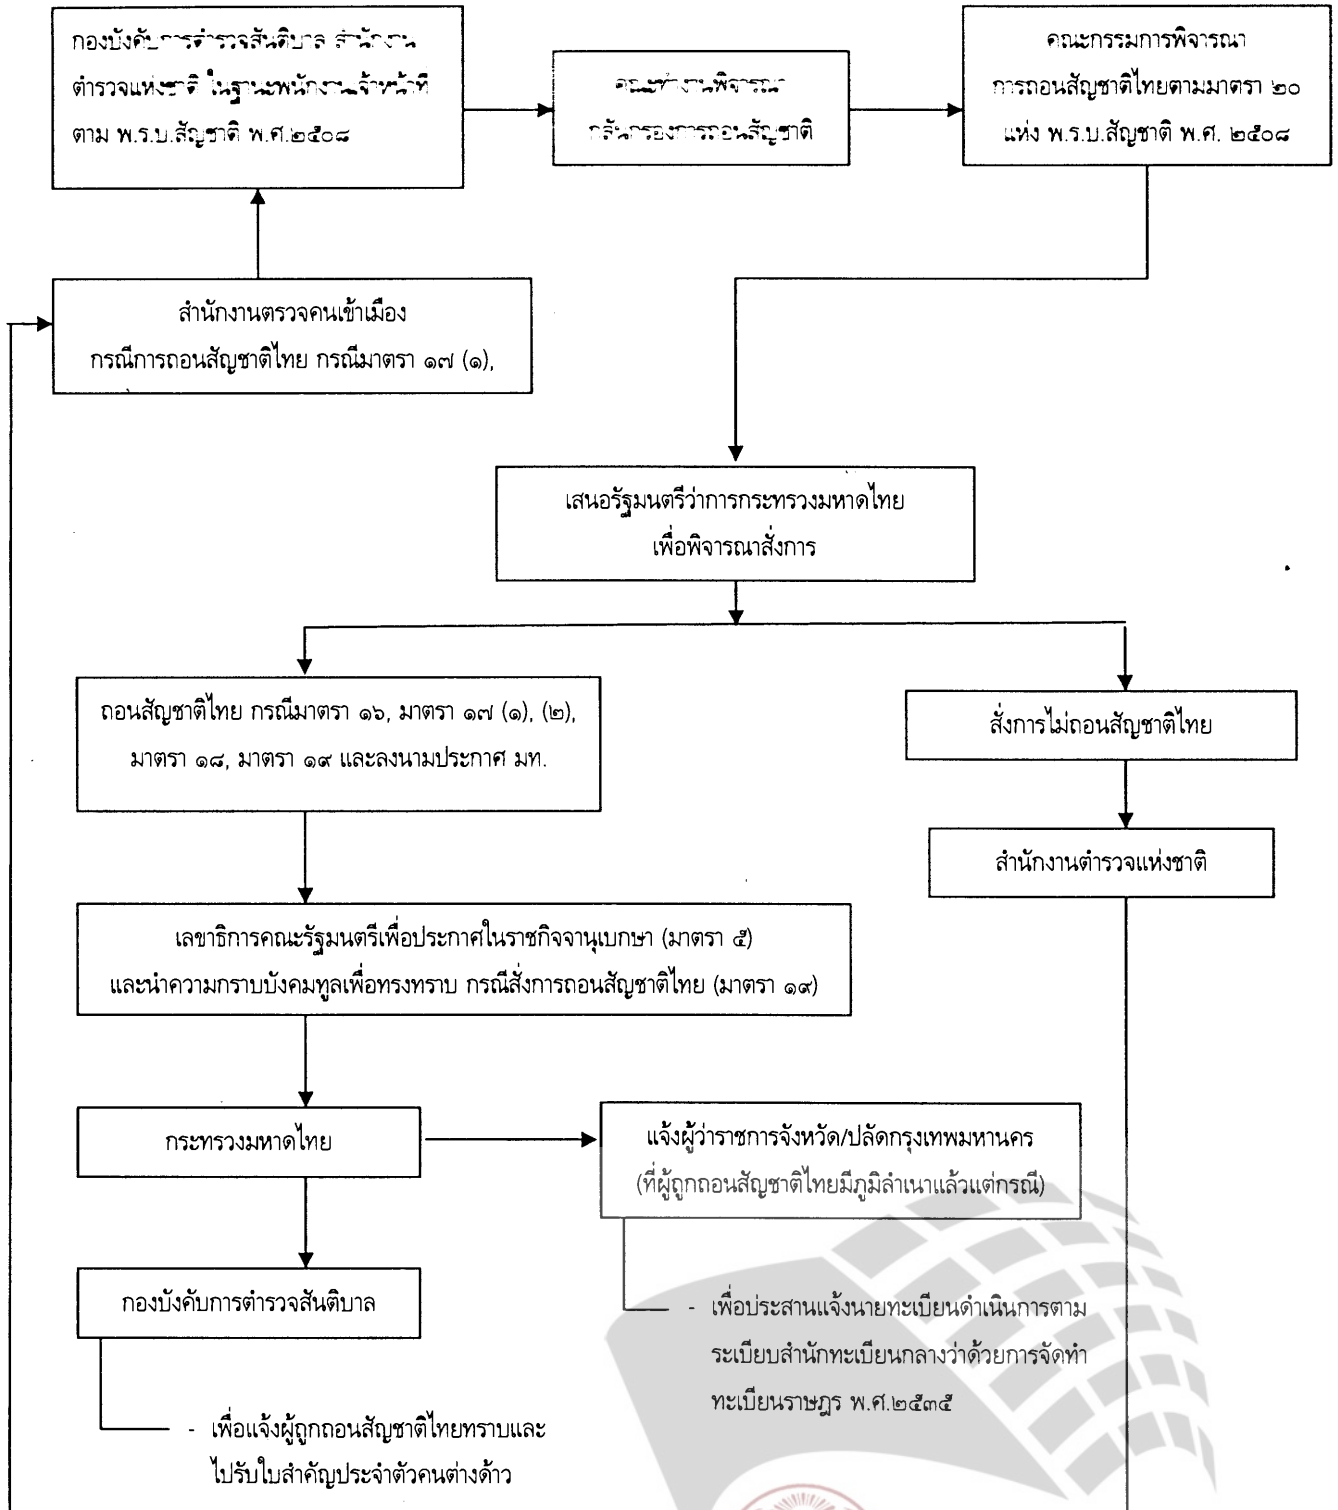 กองบังคับการตำรวจสันติบาล สำนักงาน
ตำรวจแห่งชาติ ในฐานะพนักงานเจ้าหน้าที่
ตาม พ.ร.บ.สัญชาติ พ.ศ.๒๕๐๘
คณะทำงานพิจารณา
กลั่นกรองการถอนสัญชาติ
คณะกรรมการพิจารณา
การถอนสัญชาติไทยตามมาตรา ๒๐
แห่ง พ.ร.บ.สัญชาติ พ.ศ. ๒๕๐๘
สำนักงานตรวจคนเข้าเมือง
กรณีการถอนสัญชาติไทย กรณีมาตรา ๑๗ (๑),
เสนอรัฐมนตรีว่าการกระทรวงมหาดไทย
เพื่อพิจารณาสั่งการ
ถอนสัญชาติไทย กรณีมาตรา ๑๖, มาตรา ๑๗ (๑), (๒),
มาตรา ๑๘, มาตรา ๑๙ และลงนามประกาศ มท.
สั่งการไม่ถอนสัญชาติไทย
สำนักงานตำรวจแห่งชาติ
เลขาธิการคณะรัฐมนตรีเพื่อประกาศในราชกิจจานุเบกษา (มาตรา ๕)
และนำความกราบบังคมทูลเพื่อทรงทราบ กรณีสั่งการถอนสัญชาติไทย (มาตรา ๑๙)
กระทรวงมหาดไทย
แจ้งผู้ว่าราชการจังหวัด/ปลัดกรุงเทพมหานคร
(ที่ผู้ถูกถอนสัญชาติไทยมีภูมิลำเนาแล้วแต่กรณี)
กองบังคับการตำรวจสันติบาล
- เพื่อประสานแจ้งนายทะเบียนดำเนินการตาม
ระเบียบสำนักทะเบียนกลางว่าด้วยการจัดทำ
ทะเบียนราษฎร พ.ศ.๒๕๓๕
- เพื่อแจ้งผู้ถูกถอนสัญชาติไทยทราบและ
ไปรับใบสำคัญประจำตัวคนต่างด้าว